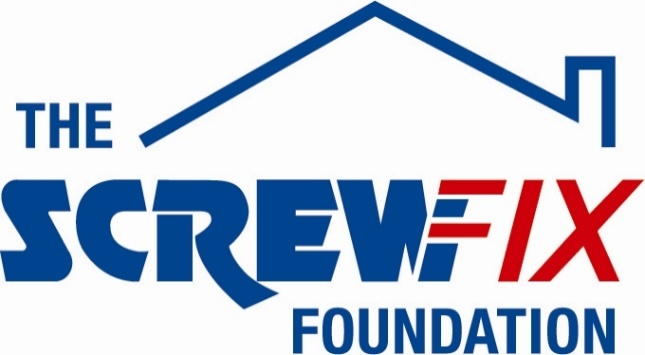 THE
SCREWFIX
FOUNDATION